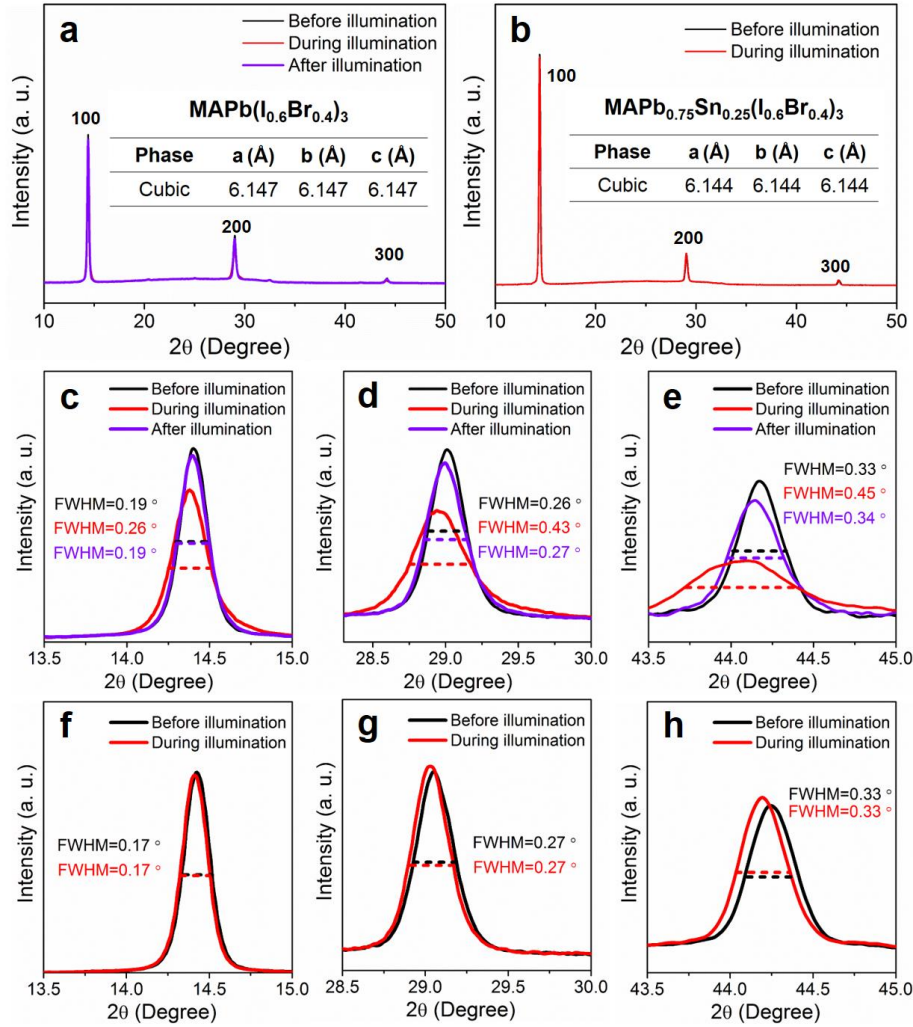 a
Before illumination
During illumination
After illumination
MAPb(I0.6Br0.4)3
Phase a (Å) b (Å) c (Å)
Cubic 6.147 6.147 6.147
100
200
300
Intensity (a. u.)
10 20 30 40 50
2θ (Degree)
b
Before illumination
During illumination
MAPb0.75Sn0.25(I0.6Br0.4)3
Phase a (Å) b (Å) c (Å)
Cubic 6.144 6.144 6.144
100
200
300
Intensity (a. u.)
10 20 30 40 50
2θ (Degree)
c
Before illumination
During illumination
After illumination
FWHM=0.19 °
FWHM=0.26 °
FWHM=0.19 °
Intensity (a. u.)
13.5 14.0 14.5 15.0
2θ (Degree)
d
Before illumination
During illumination
After illumination
FWHM=0.26 °
FWHM=0.43 °
FWHM=0.27 °
Intensity (a. u.)
28.5 29.0 29.5 30.0
2θ (Degree)
e
Before illumination
During illumination
After illumination
FWHM=0.33 °
FWHM=0.45 °
FWHM=0.34 °
Intensity (a. u.)
43.5 44.0 44.5 45.0
2θ (Degree)
f
Before illumination
During illumination
FWHM=0.17 °
FWHM=0.17 °
Intensity (a. u.)
13.5 14.0 14.5 15.0
2θ (Degree)
g
Before illumination
During illumination
FWHM=0.27 °
FWHM=0.27 °
Intensity (a. u.)
28.5 29.0 29.5 30.0
2θ (Degree)
h
Before illumination
During illumination
FWHM=0.33 °
FWHM=0.33 °
Intensity (a. u.)
43.5 44.0 44.5 45.0
2θ (Degree)